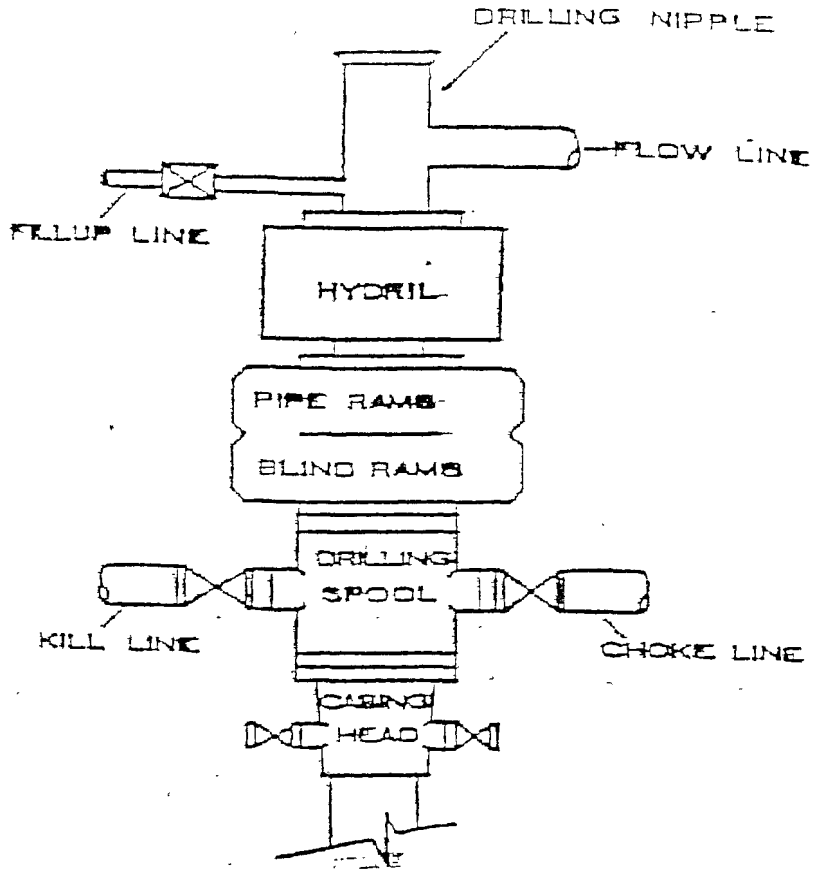 DRILLING NIPPLE
FLOW LINE
FILLUP LINE
HYDRIL
PIPE RAMS
BLIND RAMS
DRILLING
SPOOL
KILL LINE
CHOKE LINE
CASING
HEAD